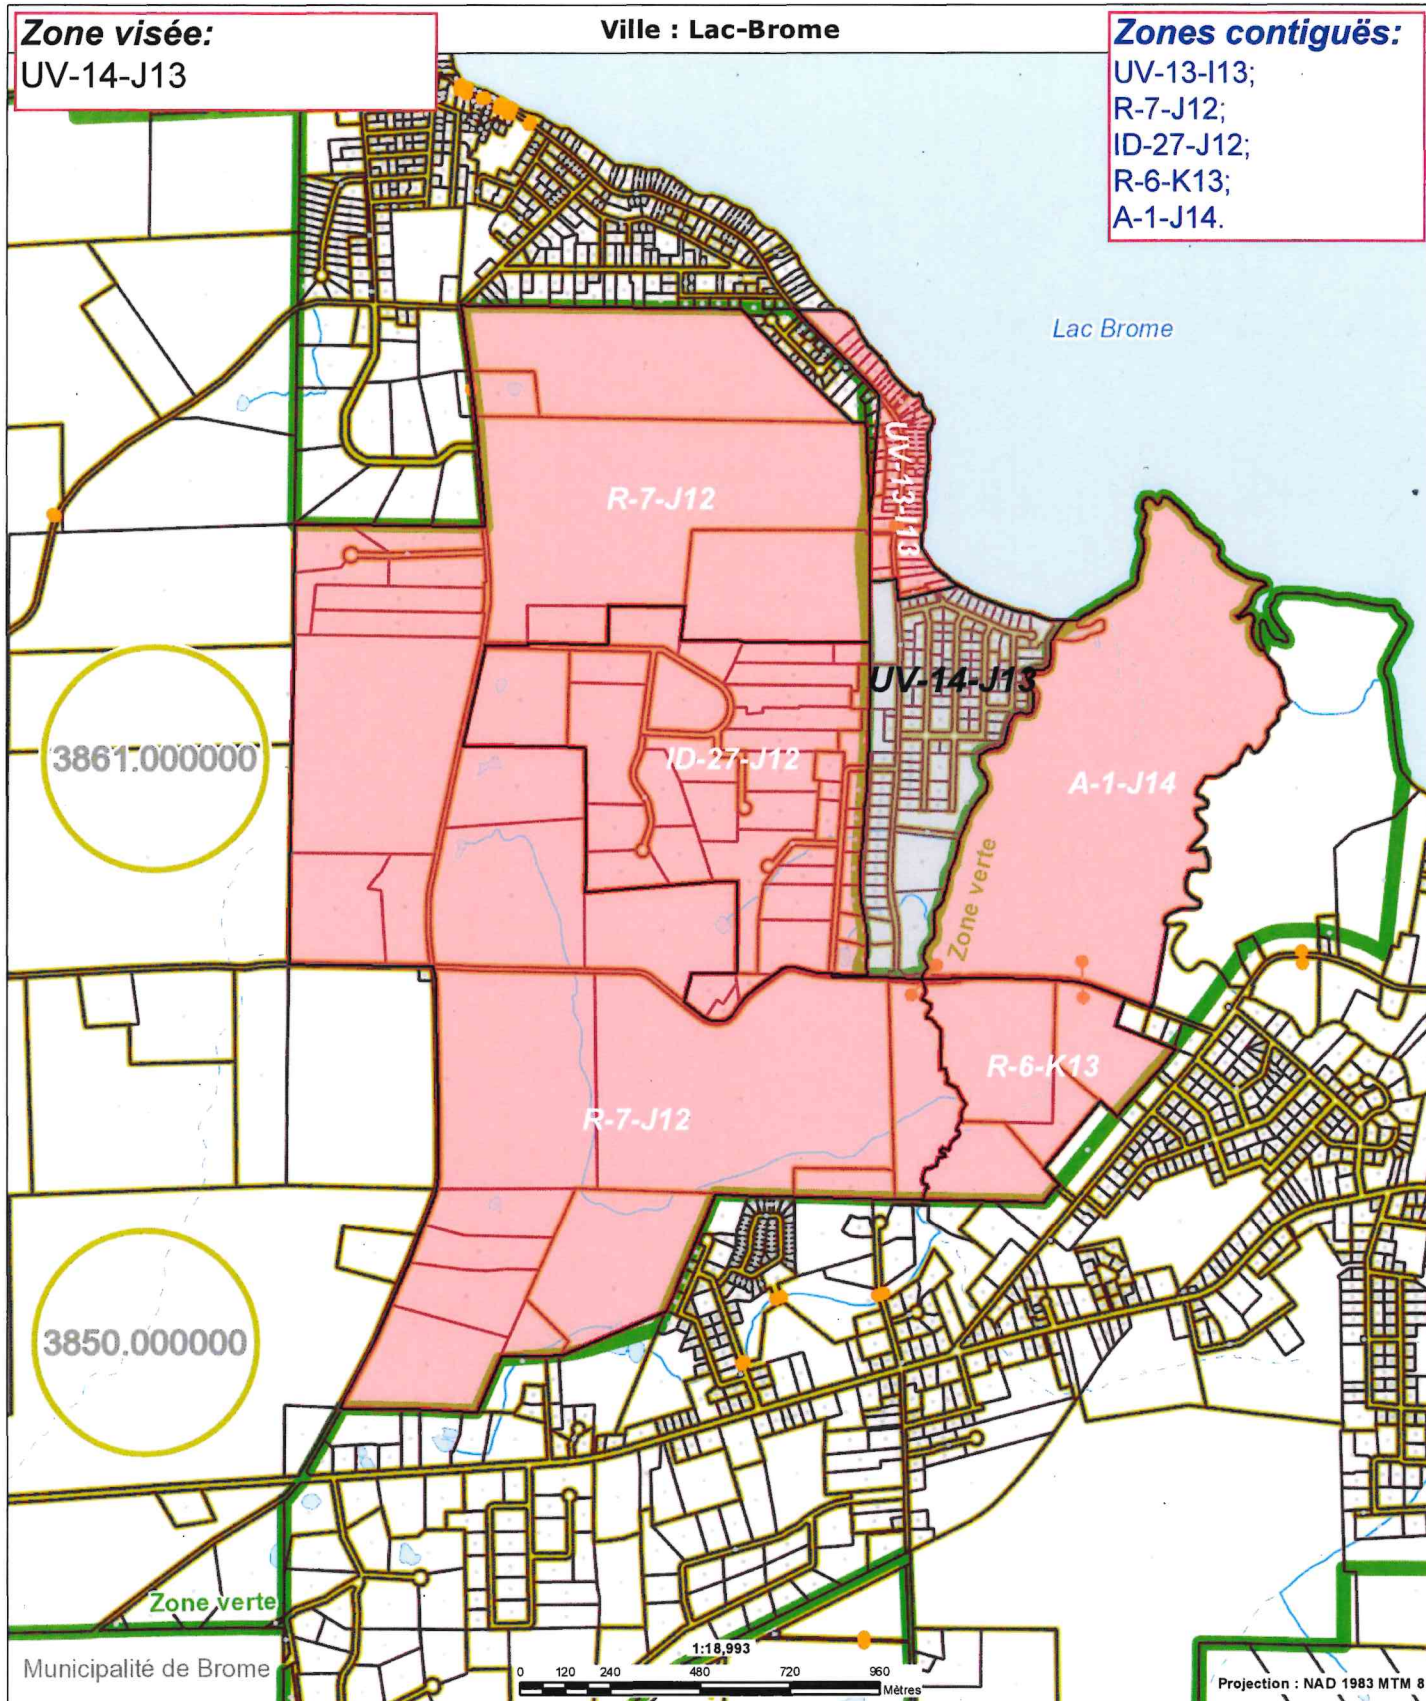 Zone visée:
UV-14-J13
Ville : Lac-Brome
Zones contiguës:
UV-13-I13;
R-7-J12;
ID-27-J12;
R-6-K13;
A-1-J14.
Lac Brome
R-7-J12
UV-13-I13
UV-14-J13
3861.000000
ID-27-J12
A-1-J14
Zone verte
R-6-K13
R-7-J12
3850.000000
Zone verte
Municipalité de Brome
1:18,993
0 120 240 480 720 960
Mètres
Projection : NAD 1983 MTM 8